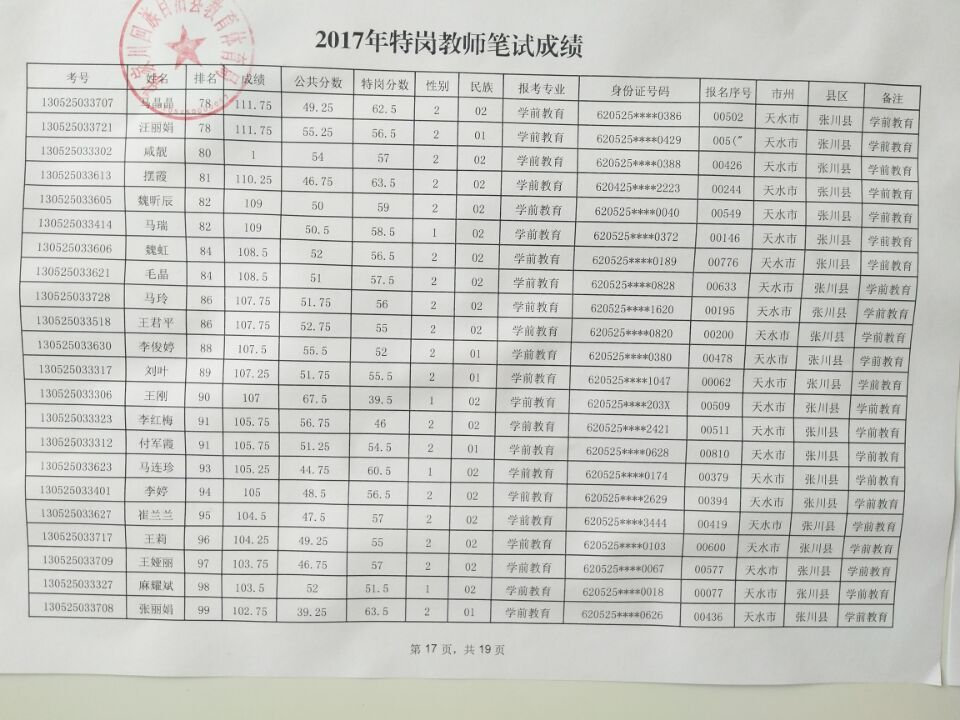 2017年特岗教师笔试成绩
考号 姓名 排名 成绩 公共分数 特岗分数 性别 民族 报考专业 身份证号码 报名序号 市州 县区 备注
130525033707 马晶晶 78 111.75 49.25 62.5 2 02 学前教育 620525****0386 00502 天水市 张川县 学前教育
130525033721 汪丽娟 78 111.75 55.25 56.5 2 01 学前教育 620525****0429 005(" 天水市 张川县 学前教育
130525033302 咸靓 80 1 54 57 2 02 学前教育 620525****0388 00426 天水市 张川县 学前教育
130525033613 摆霞 81 110.25 46.75 63.5 2 02 学前教育 620425****2223 00244 天水市 张川县 学前教育
130525033605 魏昕辰 82 109 50 59 2 02 学前教育 620525****0040 00549 天水市 张川县 学前教育
130525033414 马瑞 82 109 50.5 58.5 1 02 学前教育 620525****0372 00146 天水市 张川县 学前教育
130525033606 魏虹 84 108.5 52 56.5 2 02 学前教育 620525****0189 00776 天水市 张川县 学前教育
130525033621 毛晶 84 108.5 51 57.5 2 02 学前教育 620525****0828 00633 天水市 张川县 学前教育
130525033728 马玲 86 107.75 51.75 56 2 02 学前教育 620525****1620 00195 天水市 张川县 学前教育
130525033518 王君平 86 107.75 52.75 55 2 02 学前教育 620525****0820 00200 天水市 张川县 学前教育
130525033630 李俊婷 88 107.5 55.5 52 2 01 学前教育 620525****0380 00478 天水市 张川县 学前教育
130525033317 刘叶 89 107.25 51.75 55.5 2 01 学前教育 620525****1047 00062 天水市 张川县 学前教育
130525033306 王刚 90 107 67.5 39.5 1 02 学前教育 620525****203X 00509 天水市 张川县 学前教育
130525033323 李红梅 91 105.75 56.75 46 2 02 学前教育 620525****2421 00511 天水市 张川县 学前教育
130525033312 付军霞 91 105.75 51.25 54.5 2 01 学前教育 620525****0628 00810 天水市 张川县 学前教育
130525033623 马连珍 93 105.25 44.75 60.5 1 02 学前教育 620525****0174 00379 天水市 张川县 学前教育
130525033401 李婷 94 105 48.5 56.5 2 02 学前教育 620525****2629 00394 天水市 张川县 学前教育
130525033627 崔兰兰 95 104.5 47.5 57 2 02 学前教育 620525****3444 00419 天水市 张川县 学前教育
130525033717 王莉 96 104.25 49.25 55 2 02 学前教育 620525****0103 00600 天水市 张川县 学前教育
130525033709 王娅丽 97 103.75 46.75 57 2 02 学前教育 620525****0067 00577 天水市 张川县 学前教育
130525033327 麻耀斌 98 103.5 52 51.5 1 02 学前教育 620525****0018 00077 天水市 张川县 学前教育
130525033708 张丽娟 99 102.75 39.25 63.5 2 01 学前教育 620525****0626 00436 天水市 张川县 学前教育
第 17 页，共 19 页